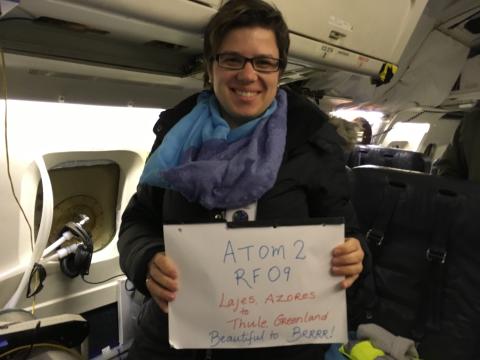 ATOM 2
RF09
Lajes, AZORES
to
Thule Greenland
Beautiful to BRRRR!